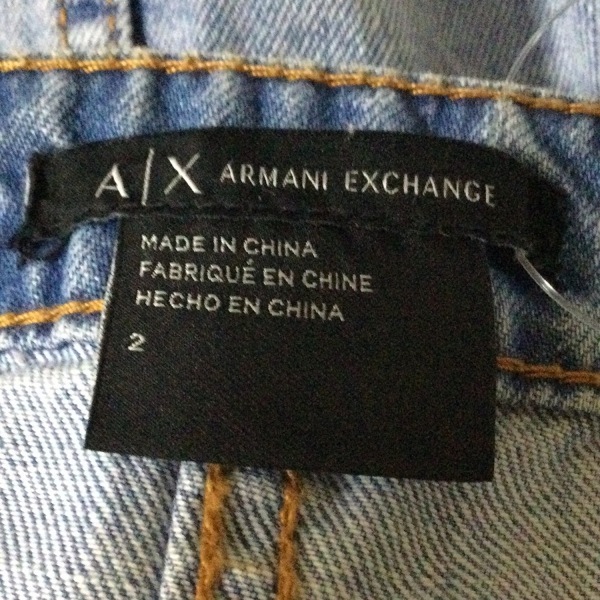 A|X ARMANI EXCHANGE
MADE IN CHINA
FABRIQUÉ EN CHINE
HECHO EN CHINA
2